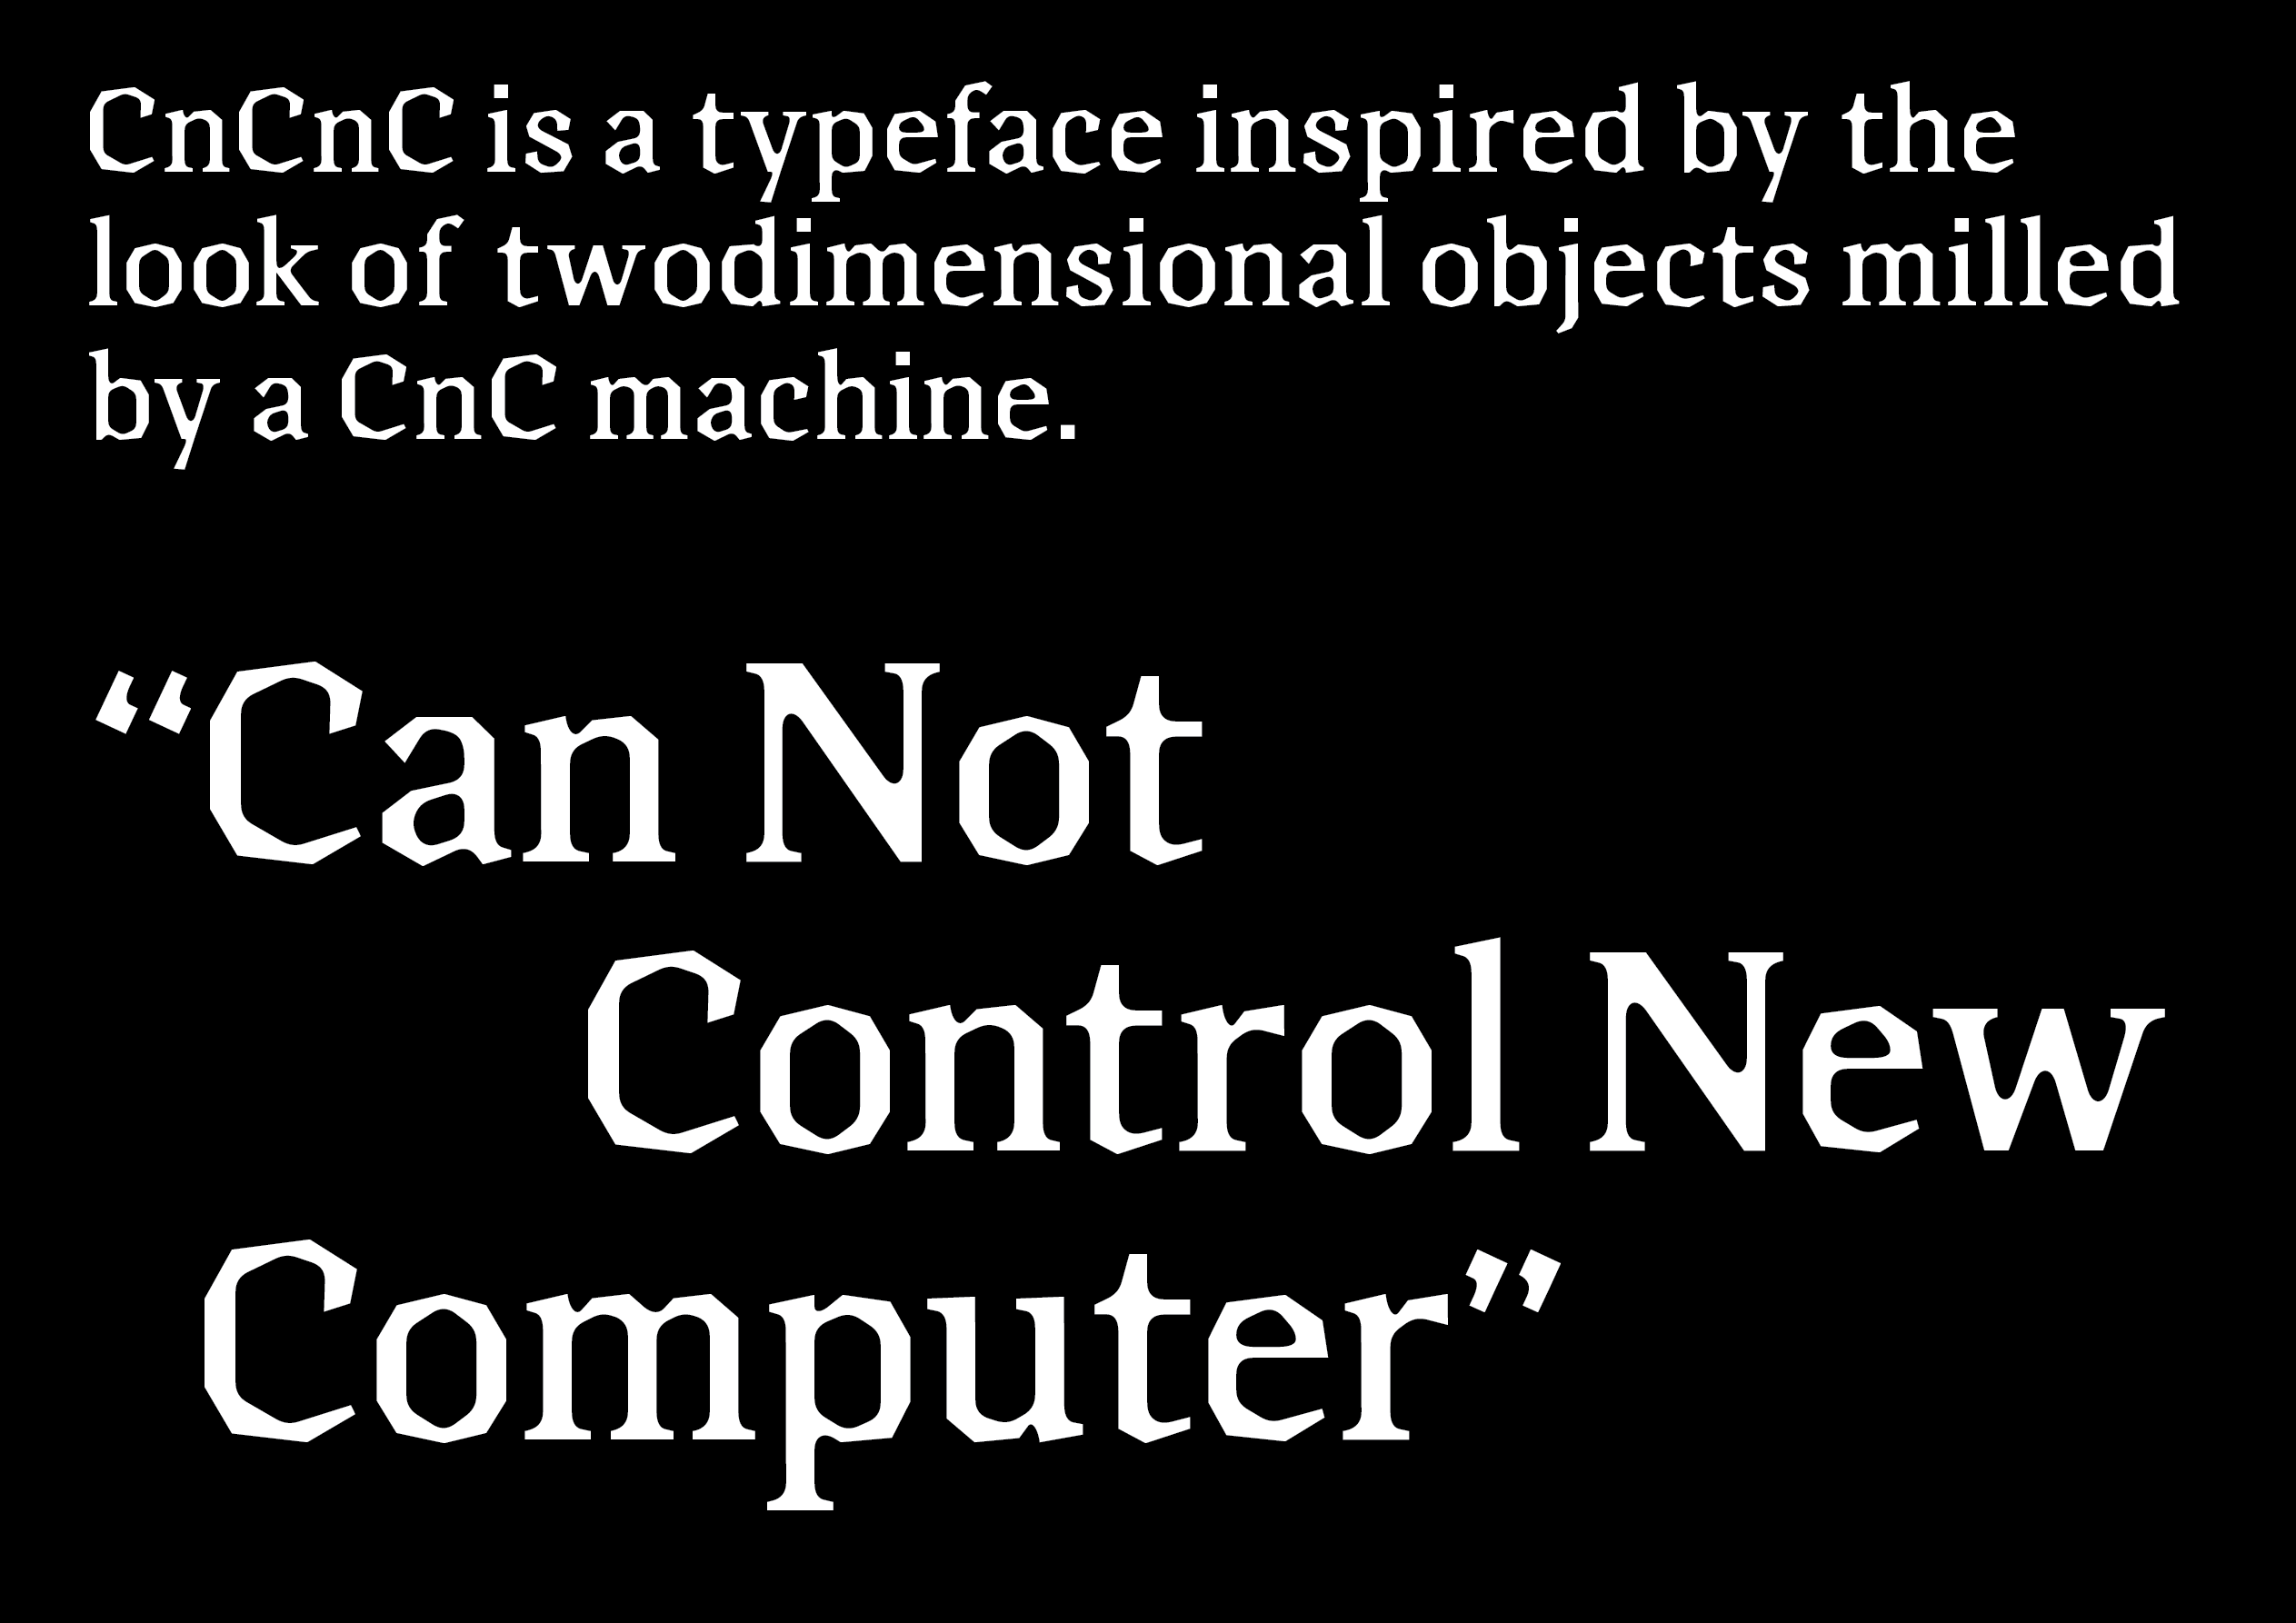 CnCnC is a typeface inspired by the
look of twodimensional objects milled
by a CnC machine.
“Can Not
Control New
Computer”